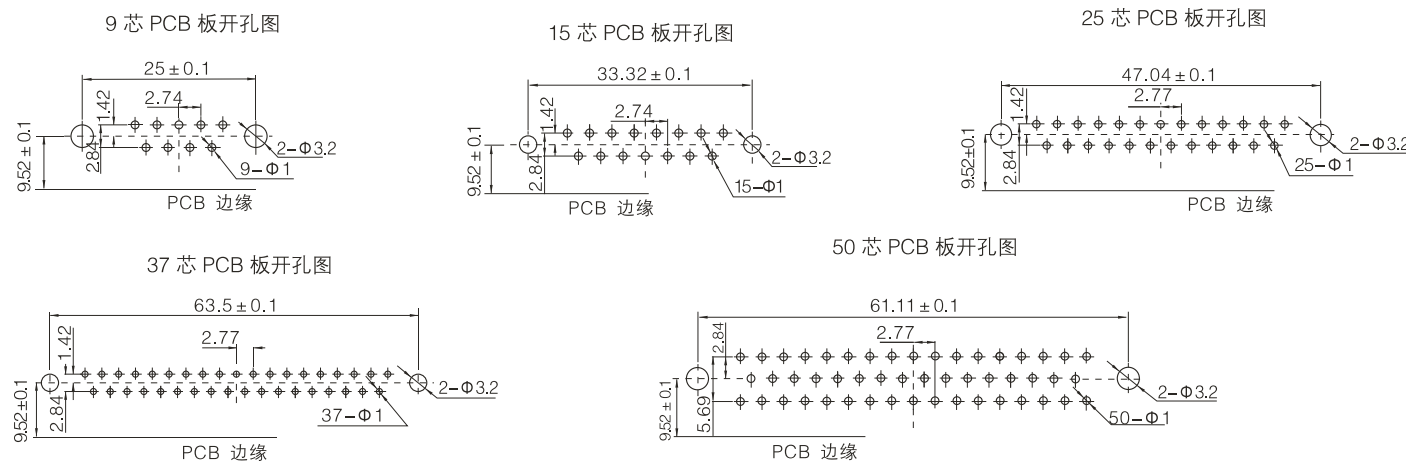 9 芯 PCB 板开孔图
25±0.1
2.74
1.42
9.52±0.1
2.84
2-Φ3.2
9-Φ1
PCB 边缘
15 芯 PCB 板开孔图
33.32±0.1
2.74
1.42
9.52±0.1
2.84
2-Φ3.2
15-Φ1
PCB 边缘
25 芯 PCB 板开孔图
47.04±0.1
2.77
1.42
9.52±0.1
2.84
2-Φ3.2
25-Φ1
PCB 边缘
37 芯 PCB 板开孔图
63.5±0.1
2.77
1.42
9.52±0.1
2.84
2-Φ3.2
37-Φ1
PCB 边缘
50 芯 PCB 板开孔图
61.11±0.1
2.77
2.84
9.52±0.1
5.69
2-Φ3.2
50-Φ1
PCB 边缘